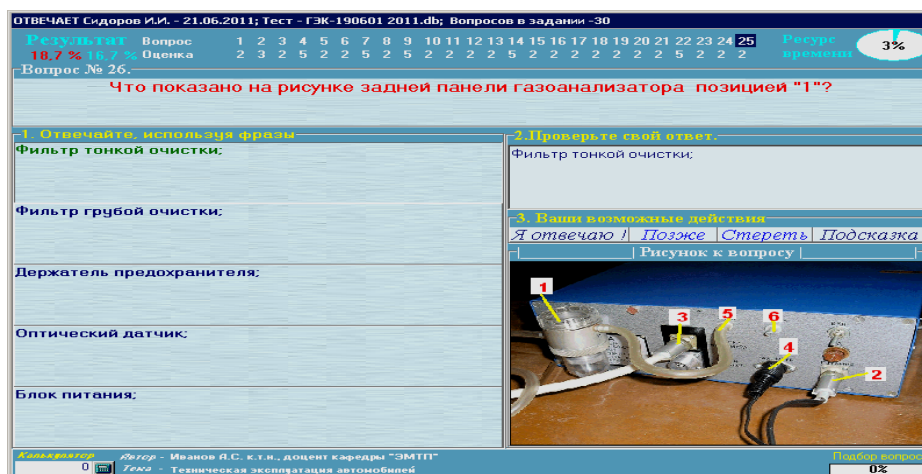 ОТВЕЧАЕТ Сидоров И.И. - 21.06.2011; Тест - ГЭК-190601 2011.db; Вопросов в задании -30
Результат Вопрос 1 2 3 4 5 6 7 8 9 10 11 12 13 14 15 16 17 18 19 20 21 22 23 24 25 Ресурс
18,7 % 16,7 % Оценка 2 3 2 5 2 2 5 2 5 2 2 2 2 5 2 2 2 2 2 2 2 5 2 2 2 времени 3%
Вопрос № 26.
Что показано на рисунке задней панели газоанализатора позицией "1"?
1. Отвечайте, используя фразы
Фильтр тонкой очистки;
Фильтр грубой очистки;
Держатель предохранителя;
Оптический датчик;
Блок питания;
2.Проверьте свой ответ.
Фильтр тонкой очистки;
3. Ваши возможные действия
Я отвечаю ! Позже Стереть Подсказка
Рисунок к вопросу
1
3
5
6
4
2
Калькулятор
0
Автор - Иванов А.С. к.т.н., доцент кафедры "ЭМТП"
Тема - Техническая эксплуатация автомобилей
Подбор вопрос
0%